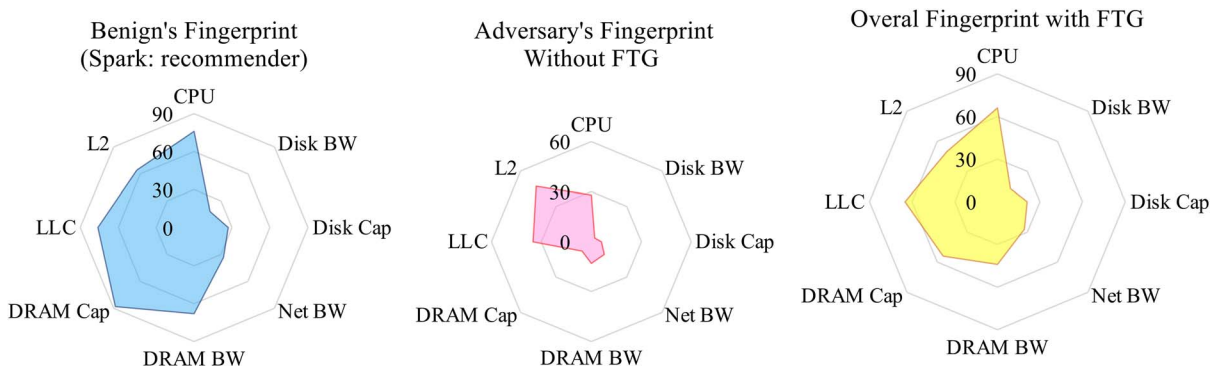 Benign's Fingerprint
(Spark: recommender)
CPU
90
L2
Disk BW
60
30
LLC
0
Disk Cap
DRAM Cap
Net BW
DRAM BW
Adversary's Fingerprint
Without FTG
CPU
60
L2
Disk BW
30
LLC
0
Disk Cap
DRAM Cap
Net BW
DRAM BW
Overal Fingerprint with FTG
CPU
90
L2
Disk BW
60
30
LLC
0
Disk Cap
DRAM Cap
Net BW
DRAM BW